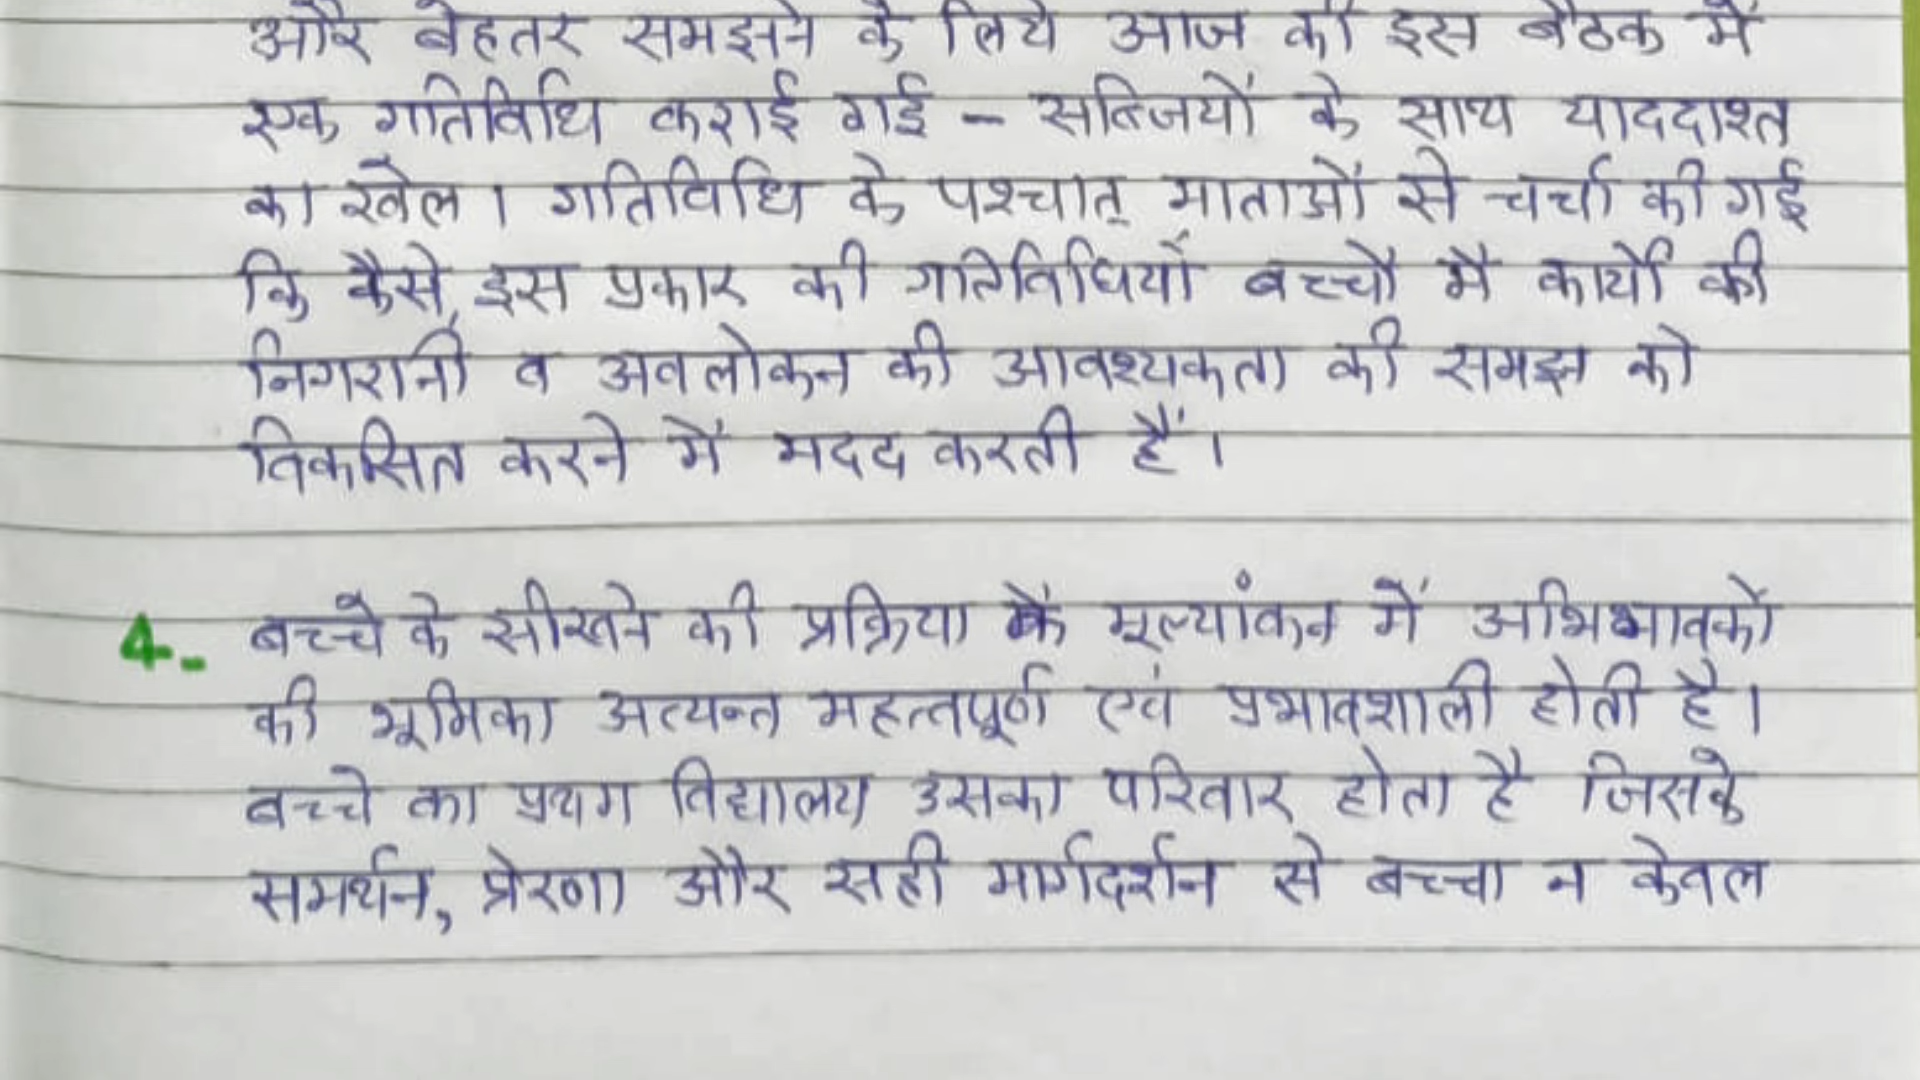 और बेहतर समझने के लिये आज की इस बैठक में
एक गतिविधि कराई गई - सब्जियों के साथ याददाश्त
का खेल । गतिविधि के पश्चात् माताओं से चर्चा की गई
कि कैसे, इस प्रकार की गतिविधियाँ बच्चों में कार्यों की
निगरानी व अवलोकन की आवश्यकता की समझ को
विकसित करने में मदद करती हैं ।
4- बच्चे के सीखने की प्रक्रिया के मूल्यांकन में अभिभावकों
की भूमिका अत्यन्त महत्त्वपूर्ण एवं प्रभावशाली होती है ।
बच्चे का प्रथम विद्यालय उसका परिवार होता है जिसके
समर्थन, प्रेरणा और सही मार्गदर्शन से बच्चा न केवल